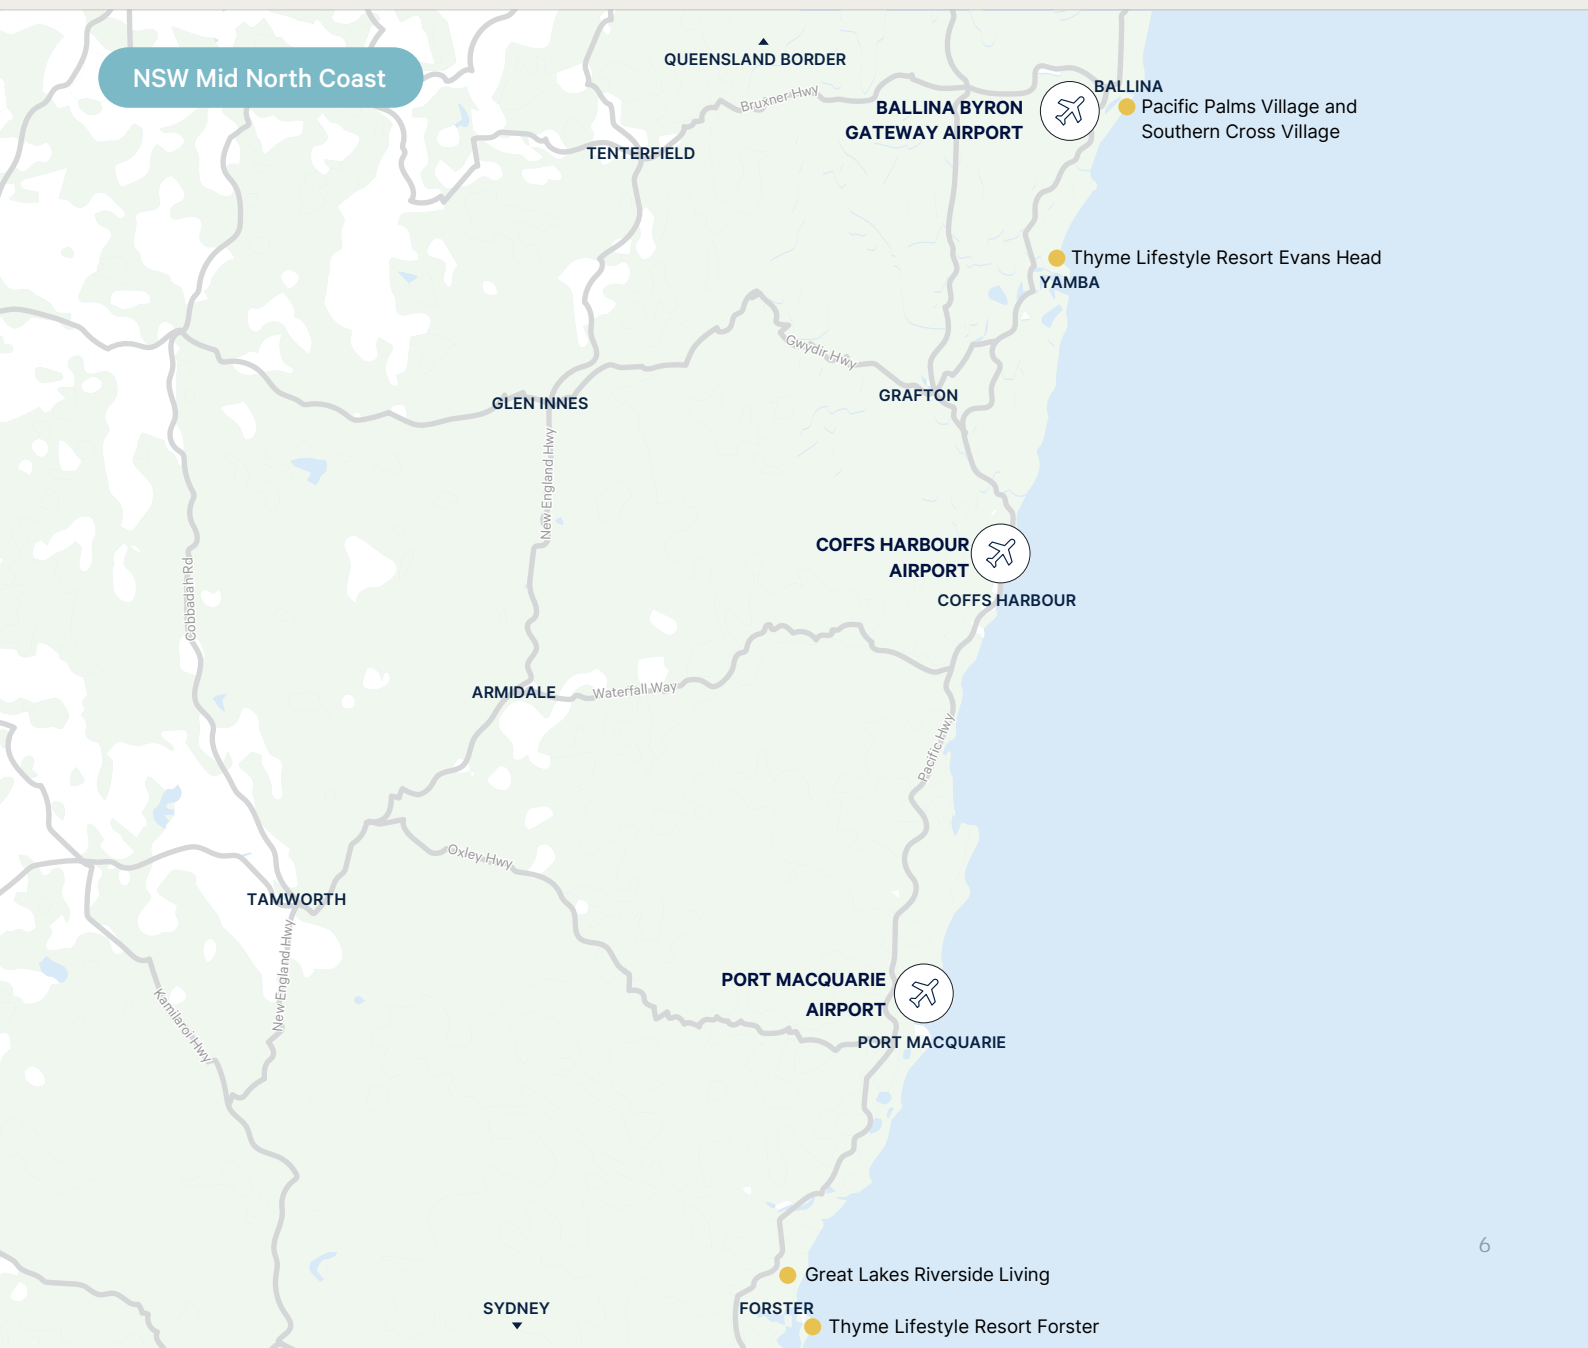 NSW Mid North Coast
QUEENSLAND BORDER
BALLINA
Bruxner Hwy
BALLINA BYRON
GATEWAY AIRPORT
Pacific Palms Village and
Southern Cross Village
TENTERFIELD
Thyme Lifestyle Resort Evans Head
YAMBA
Gwydir Hwy
GRAFTON
GLEN INNES
New England Hwy
COFFS HARBOUR
AIRPORT
COFFS HARBOUR
Cobbadah Rd
ARMIDALE
Waterfall Way
Pacific Hwy
Oxley Hwy
TAMWORTH
New England Hwy
PORT MACQUARIE
AIRPORT
Kamilaroi Hwy
PORT MACQUARIE
6
Great Lakes Riverside Living
SYDNEY
FORSTER
Thyme Lifestyle Resort Forster